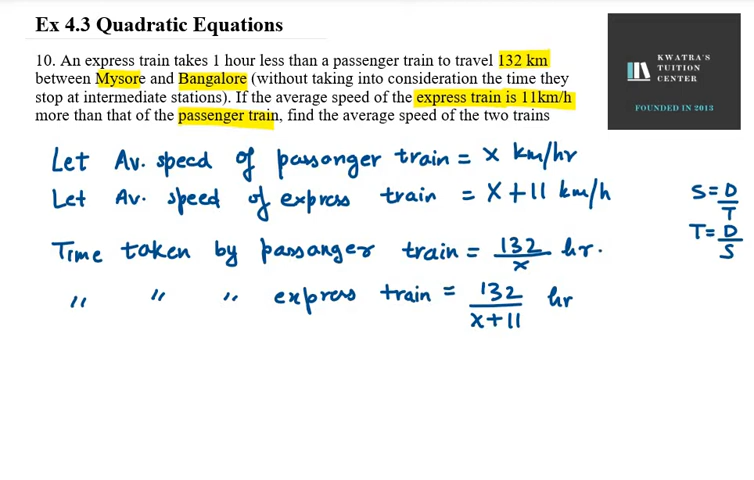 Ex 4.3 Quadratic Equations
10. An express train takes 1 hour less than a passenger train to travel 132 km
between Mysore and Bangalore (without taking into consideration the time they
stop at intermediate stations). If the average speed of the express train is 11km/h
more than that of the passenger train, find the average speed of the two trains
KWATRA'S
TUITION
CENTER
FOUNDED IN 2013
Let Av. speed of passonger train = x km/hr
Let Av. speed of express train = x+11 km/h
S=D/T
T=D/S
Time taken by passanger train = 132/x hr.
" " " express train = 132/x+11 hr